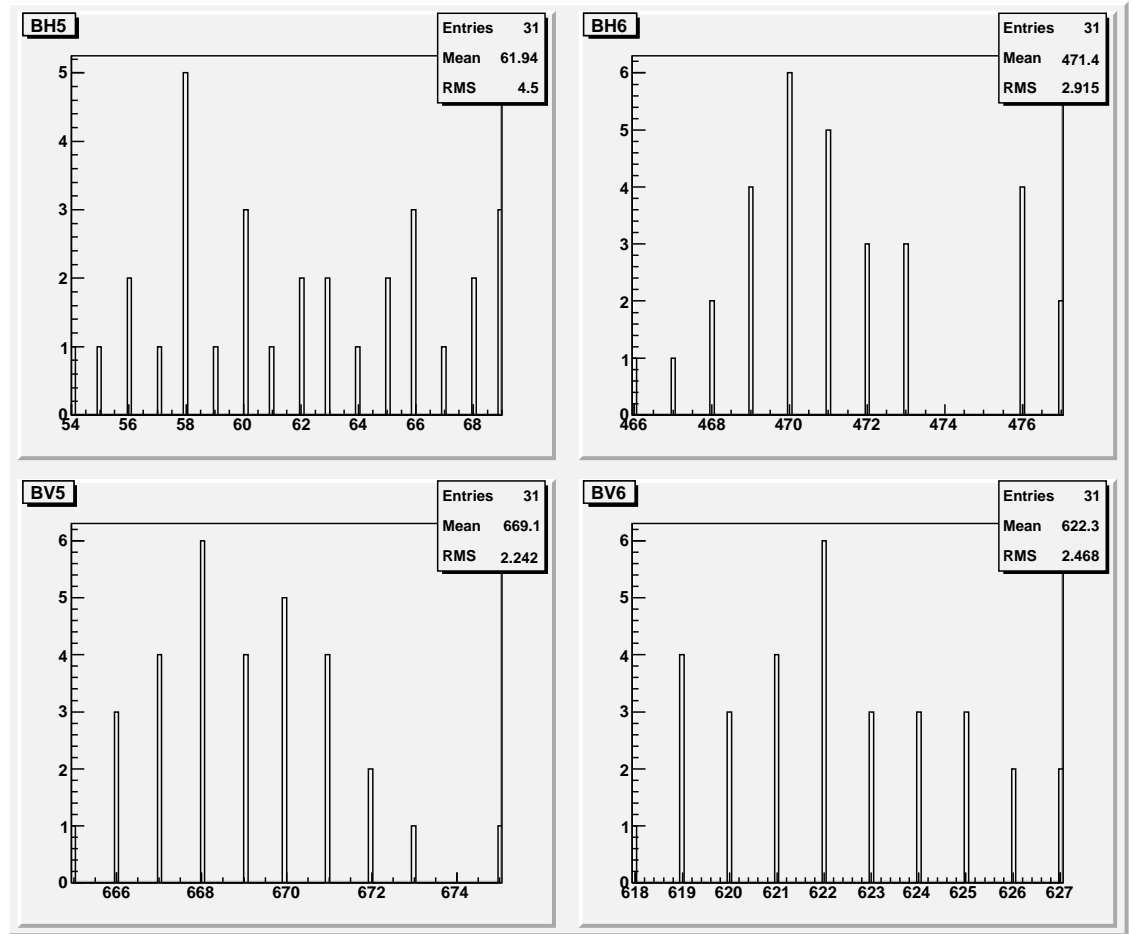 BH5
Entries 31
Mean 61.94
RMS 4.5
5
4
3
2
1
0
54 56 58 60 62 64 66 68
BH6
Entries 31
Mean 471.4
RMS 2.915
6
5
4
3
2
1
0
466 468 470 472 474 476
BV5
Entries 31
Mean 669.1
RMS 2.242
6
5
4
3
2
1
0
666 668 670 672 674
BV6
Entries 31
Mean 622.3
RMS 2.468
6
5
4
3
2
1
0
618 619 620 621 622 623 624 625 626 627